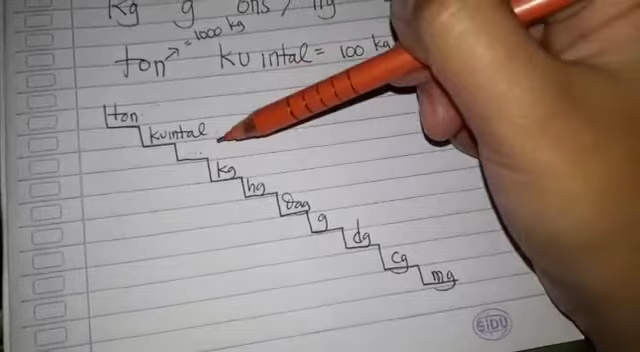 kg g ons / hg
ton → = 1000 kg kuintal = 100 kg
ton
kuintal
...
kg
hg
dag
g
dg
cg
mg
SIDU